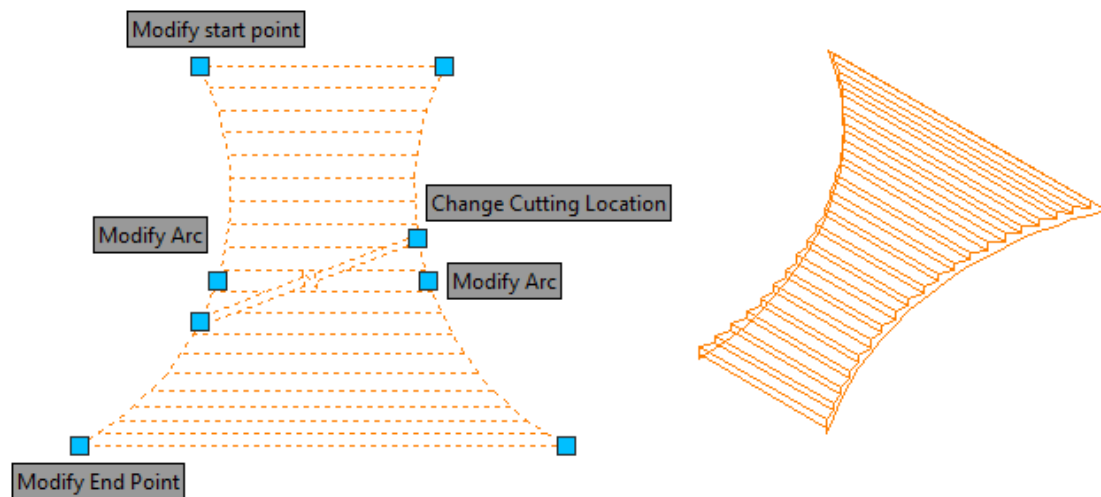 Modify start point
Change Cutting Location
Modify Arc
Modify Arc
Modify End Point